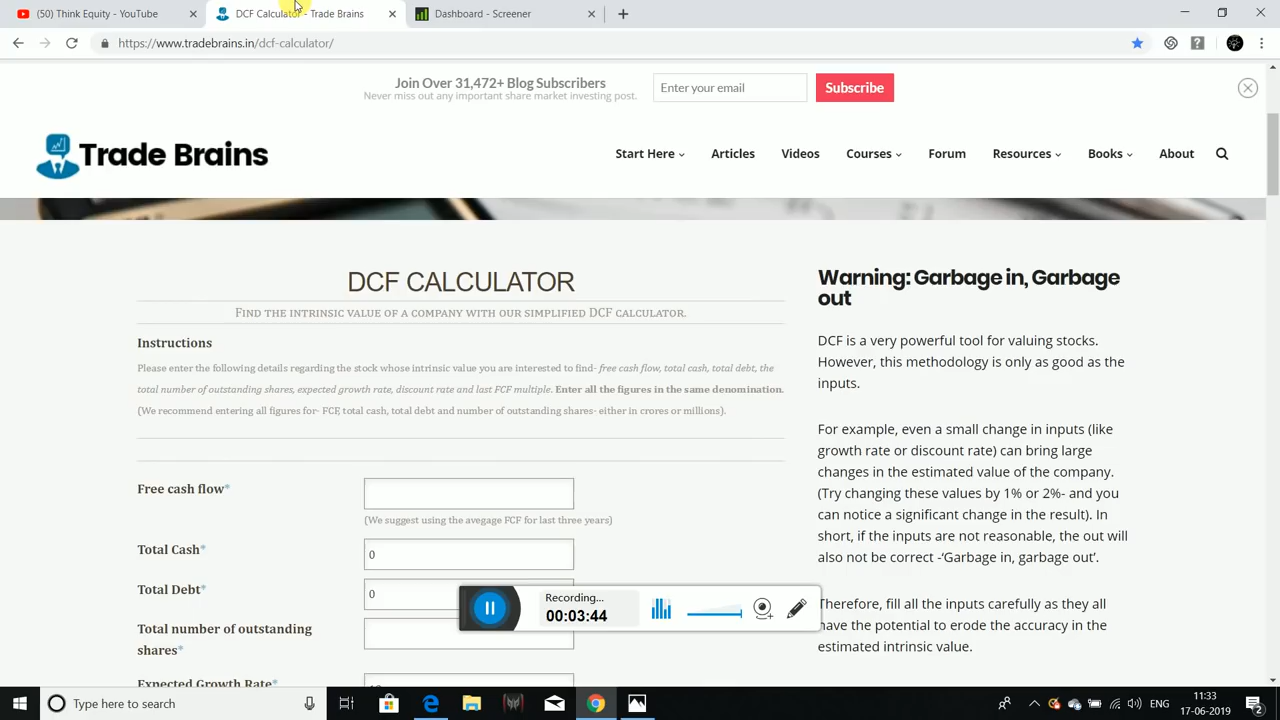 (50) Think Equity - YouTube
DCF Calculator - Trade Brains
Dashboard - Screener
https://www.tradebrains.in/dcf-calculator/
Join Over 31,472+ Blog Subscribers
Never miss out any important share market investing post.
Enter your email
Subscribe
Trade Brains
Start Here
Articles
Videos
Courses
Forum
Resources
Books
About
DCF CALCULATOR
FIND THE INTRINSIC VALUE OF A COMPANY WITH OUR SIMPLIFIED DCF CALCULATOR.
Instructions
Please enter the following details regarding the stock whose intrinsic value you are interested to find- free cash flow, total cash, total debt, the
total number of outstanding shares, expected growth rate, discount rate and last FCF multiple. Enter all the figures in the same denomination.
(We recommend entering all figures for- FCF, total cash, total debt and number of outstanding shares- either in crores or millions).
Free cash flow*
(We suggest using the avegage FCF for last three years)
Total Cash*
0
Total Debt*
0
Total number of outstanding
shares*
Expected Growth Rate*
Warning: Garbage in, Garbage
out
DCF is a very powerful tool for valuing stocks.
However, this methodology is only as good as the
inputs.
For example, even a small change in inputs (like
growth rate or discount rate) can bring large
changes in the estimated value of the company.
(Try changing these values by 1% or 2%- and you
can notice a significant change in the result). In
short, if the inputs are not reasonable, the out will
also not be correct -‘Garbage in, garbage out’.
Therefore, fill all the inputs carefully as they all
have the potential to erode the accuracy in the
estimated intrinsic value.
Recording...
00:03:44
Type here to search
11:33
17-06-2019
2